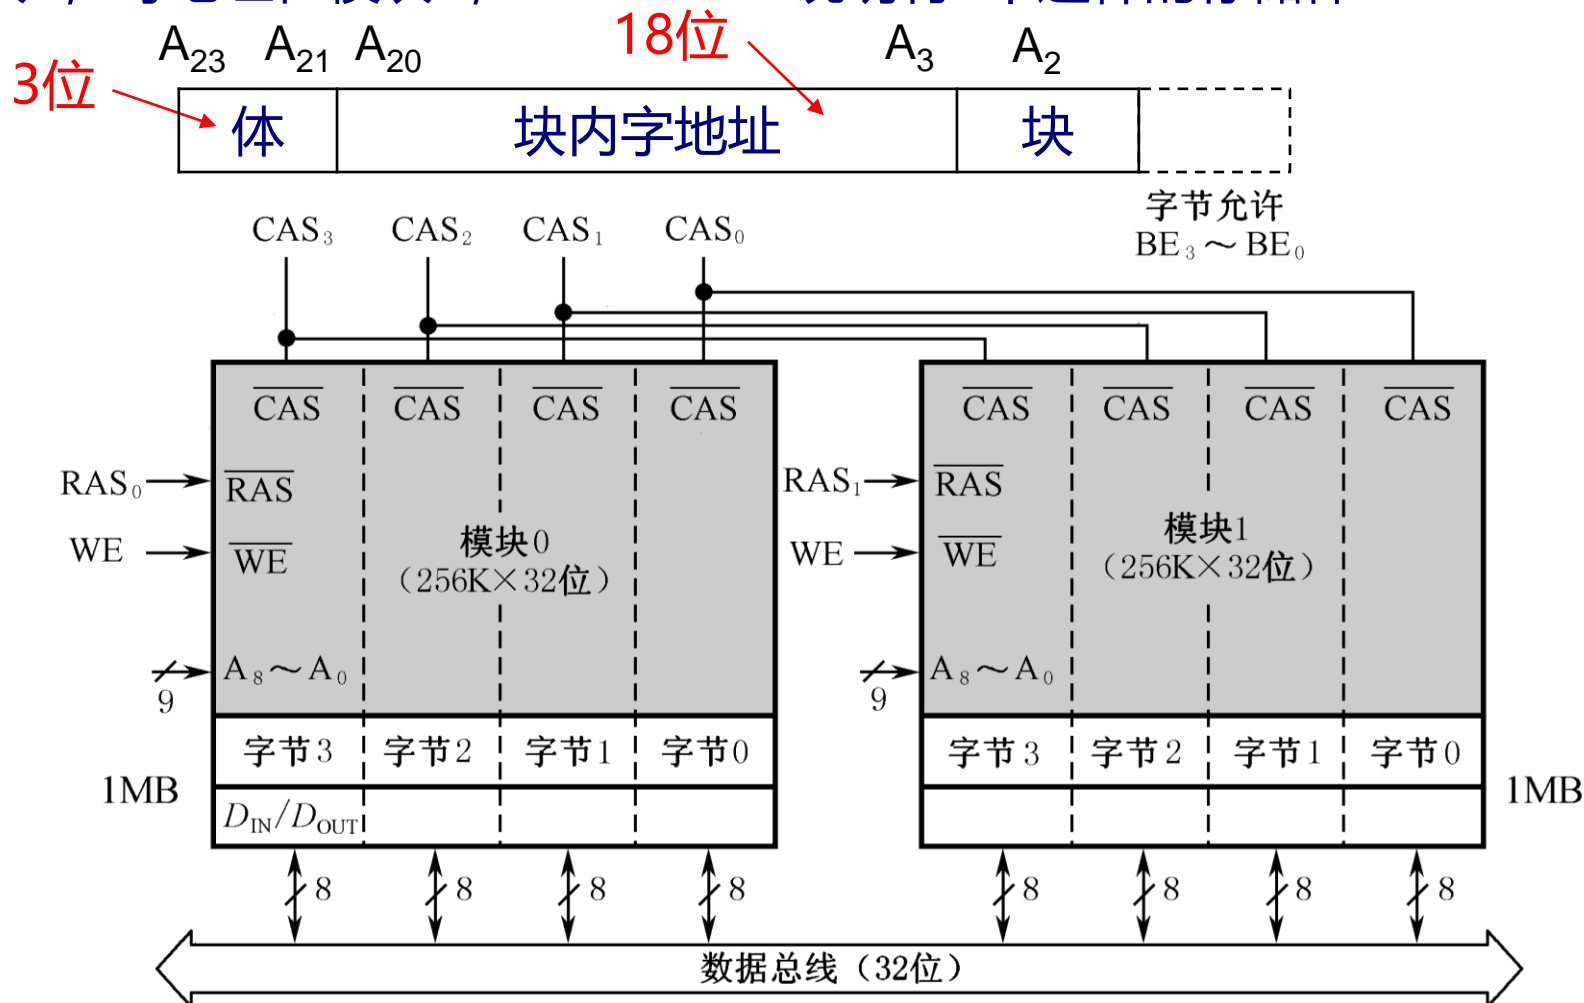 A23 A21 A20 18位 A3 A2
3位
体 块内字地址 块
字节允许
BE3～BE0
CAS3 CAS2 CAS1 CAS0
CAS CAS CAS CAS CAS CAS CAS CAS
RAS0 RAS RAS1 RAS
模块0 模块1
WE WE (256K×32位) WE WE (256K×32位)
A8～A0 A8～A0
9 9
字节3 字节2 字节1 字节0 字节3 字节2 字节1 字节0
1MB 1MB
DIN/DOUT
8 8 8 8 8 8 8 8
数据总线（32位）